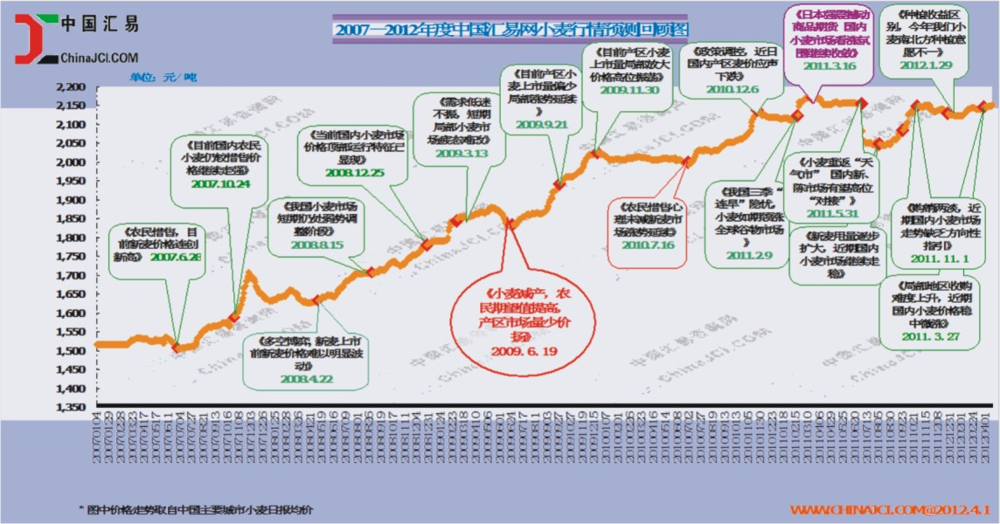 中国汇易
ChinaJCI.COM
2007—2012年度中国汇易网小麦行情预测回顾图
单位：元/吨
2,200
2,150
2,100
2,050
2,000
1,950
1,900
1,850
1,800
1,750
1,700
1,650
1,600
1,550
1,500
1,450
1,400
1,350
《农民惜售，目
前新麦价格连创
新高》 2007.6.28
《目前国内农民
小麦仍较惜售价
格继续走强》
2007.10.24
《多空博弈，新麦上市
前新麦价格难以明显波
动》
2008.4.22
《我国小麦市场
短期仍处弱势调
整阶段》
2008.8.15
《当前国内小麦市场
价格顶部运行特征已
显现》
2008.12.25
《需求低迷
不振，短期
局部小麦市
场疲态难改》
2009.3.13
《小麦减产，农
民期望值提高，
产区市场量少价
扬》
2009. 6. 19
《目前产区小
麦上市量偏少
局部涨势延续
》
2009.9.21
《目前产区小麦
上市量局部放大
价格高位振荡》
2009.11.30
《农民惜售心
理未减新麦市
场涨势延续》
2010.7.16
《政策调控，近日
国内产区麦价应声
下跌》
2010.12.6
《我国三季“
连旱”隐忧，
小麦如期领涨
全球谷物市场
》
2011.2.9
《日本强震撼动
商品期货 国内
小麦市场看涨氛
围继续收敛》
2011.3.16
《小麦重返“天
气市” 国内新、
陈市场有望高位
“对接”》
2011.5.31
《新麦用量逐步
扩大，近期国内
小麦市场继续走
稳》
《种植收益区
别，今年我们小
麦南北方种植意
愿不一》
2012.1.29
《购销两淡，近
期国内小麦市场
走势缺乏方向性
指引》
2011. 11. 1
《局部地区收购
难度上升，近期
国内小麦价格稳
中微涨》
2011. 3. 27
* 图中价格走势取自中国主要城市小麦日报均价
WWW.CHINAJCI.COM@2012.4.1